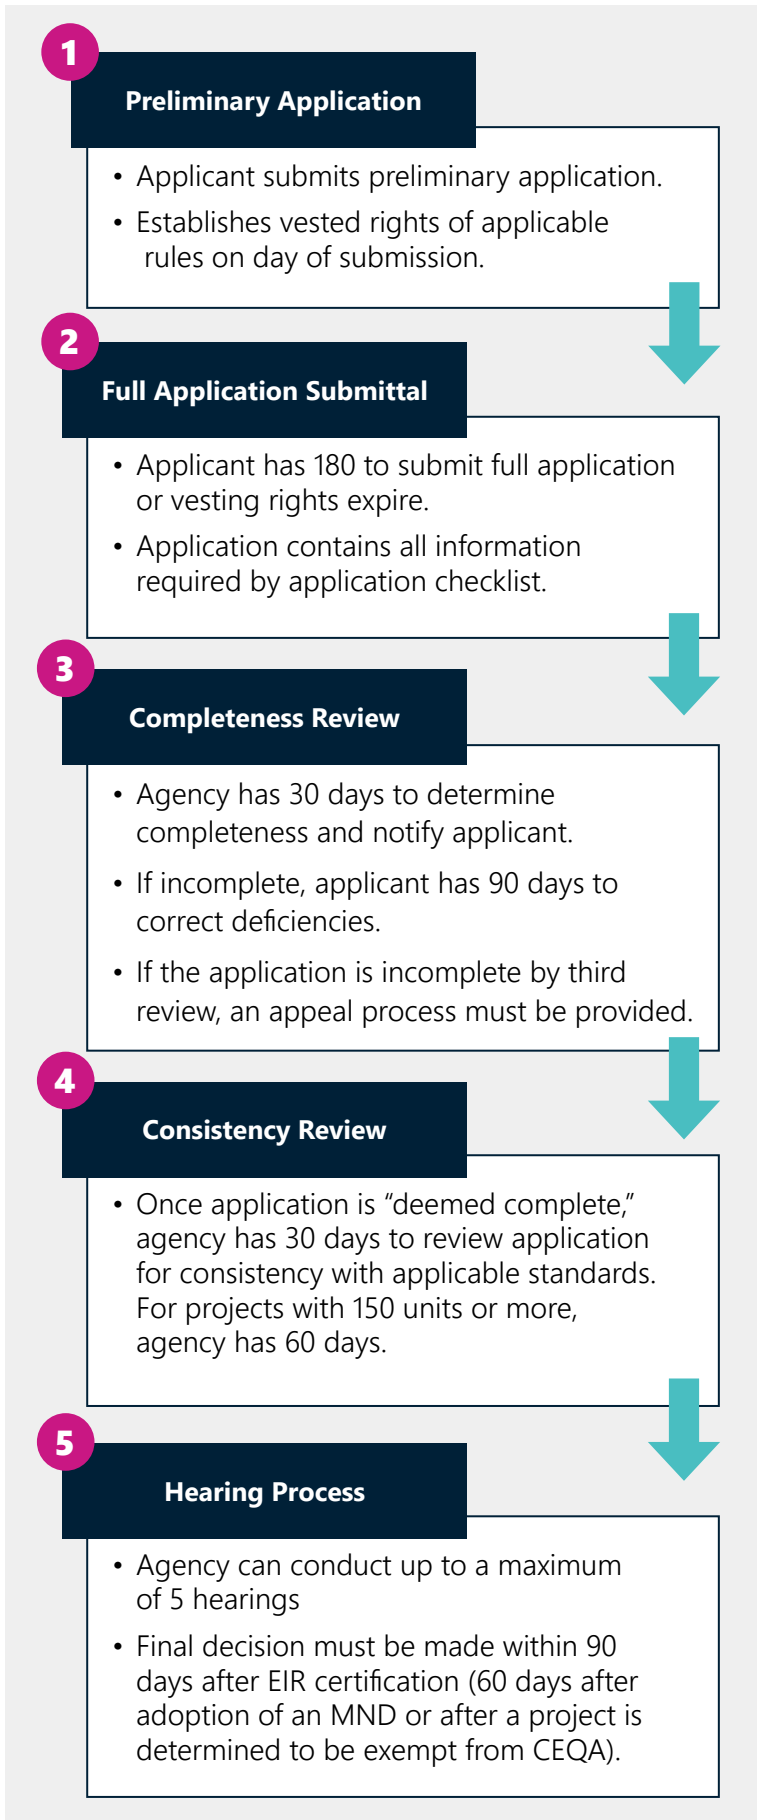 1
Preliminary Application
• Applicant submits preliminary application.
• Establishes vested rights of applicable
rules on day of submission.
2
Full Application Submittal
• Applicant has 180 to submit full application
or vesting rights expire.
• Application contains all information
required by application checklist.
3
Completeness Review
• Agency has 30 days to determine
completeness and notify applicant.
• If incomplete, applicant has 90 days to
correct deficiencies.
• If the application is incomplete by third
review, an appeal process must be provided.
4
Consistency Review
• Once application is “deemed complete,”
agency has 30 days to review application
for consistency with applicable standards.
For projects with 150 units or more,
agency has 60 days.
5
Hearing Process
• Agency can conduct up to a maximum
of 5 hearings
• Final decision must be made within 90
days after EIR certification (60 days after
adoption of an MND or after a project is
determined to be exempt from CEQA).